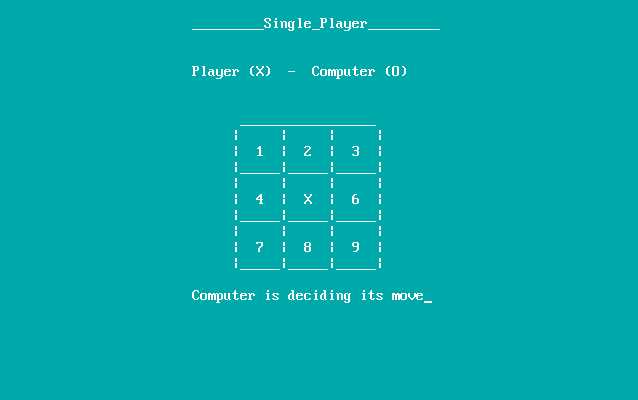 _________Single_Player_________
Player (X)  -  Computer (O)
1 2 3
4 X 6
7 8 9
Computer is deciding its move_